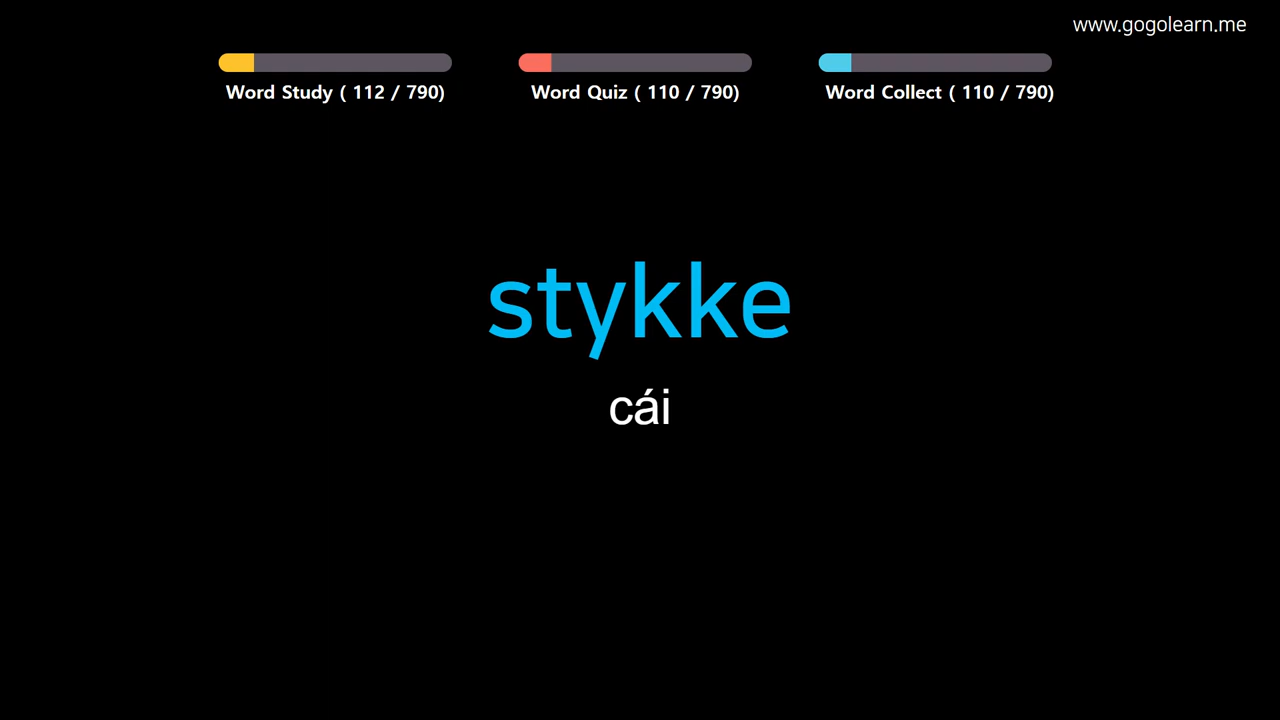 www.gogolearn.me
Word Study ( 112 / 790)
Word Quiz ( 110 / 790)
Word Collect ( 110 / 790)
stykke
cái